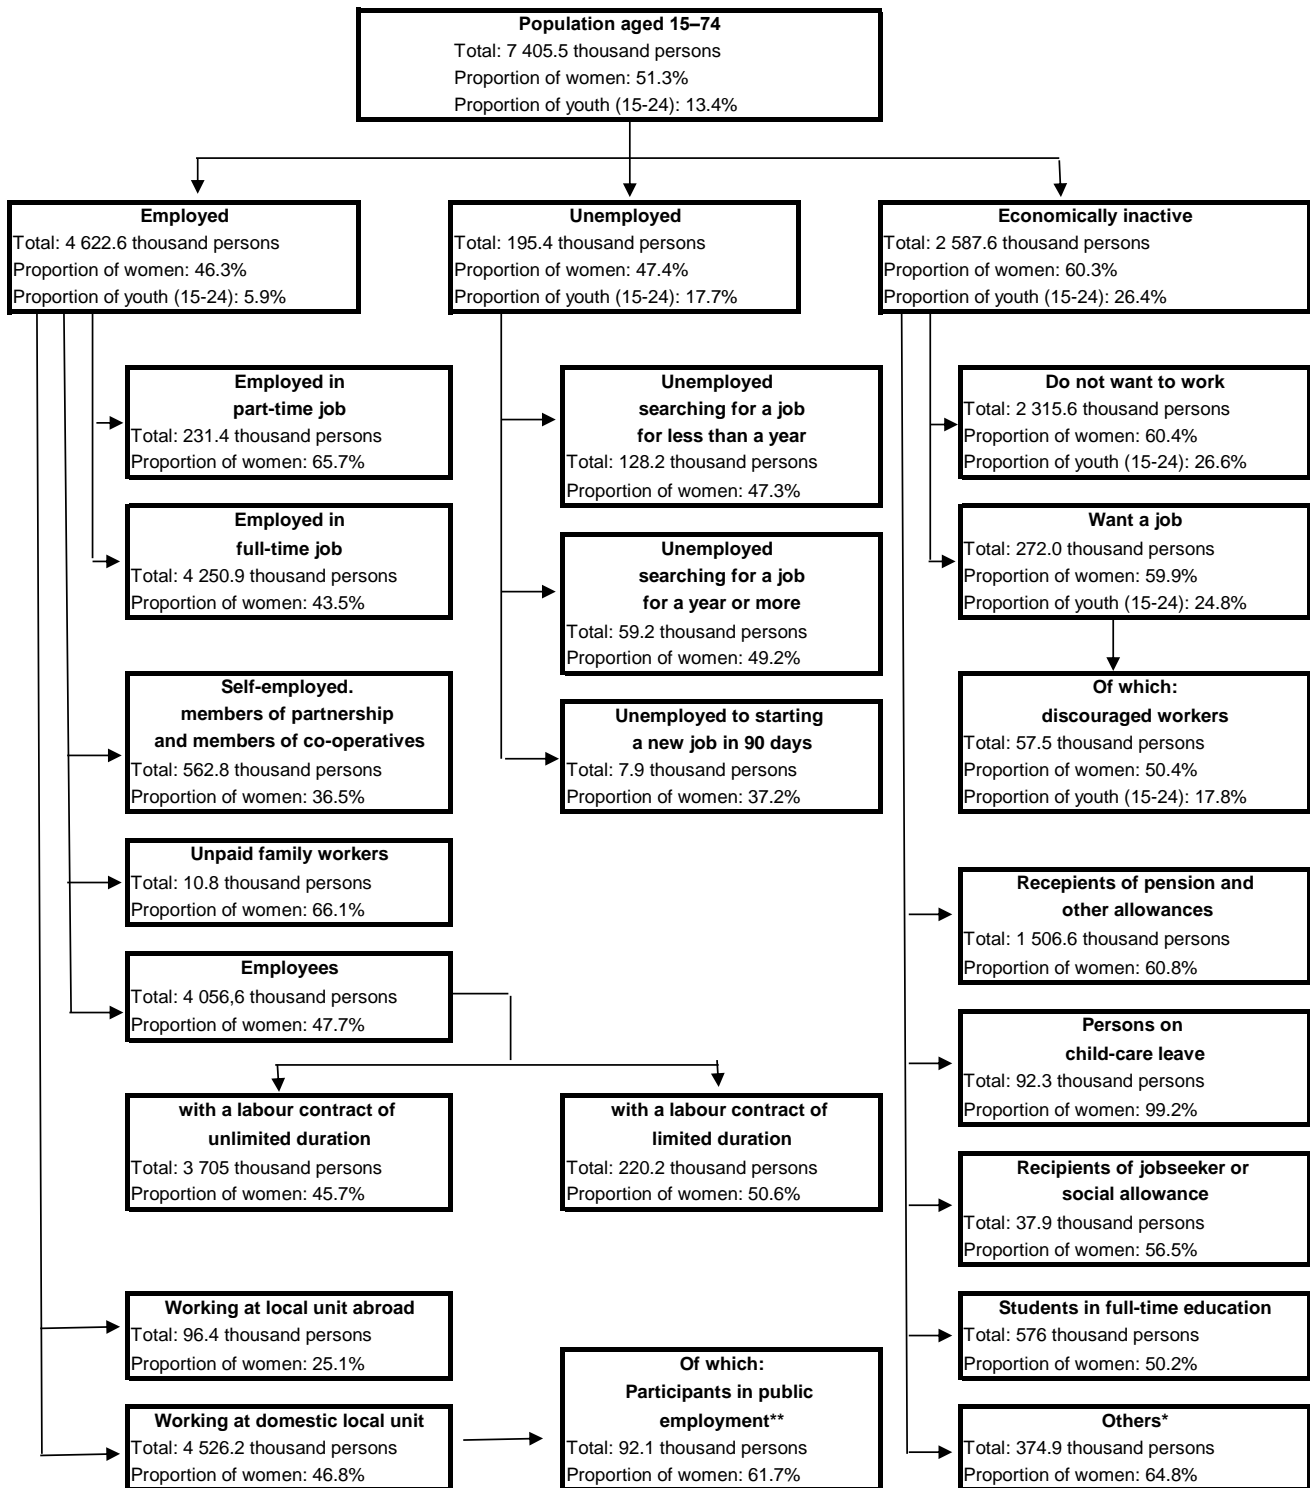 Population aged 15–74
Total: 7 405.5 thousand persons
Proportion of women: 51.3%
Proportion of youth (15-24): 13.4%
Employed
Total: 4 622.6 thousand persons
Proportion of women: 46.3%
Proportion of youth (15-24): 5.9%
Unemployed
Total: 195.4 thousand persons
Proportion of women: 47.4%
Proportion of youth (15-24): 17.7%
Economically inactive
Total: 2 587.6 thousand persons
Proportion of women: 60.3%
Proportion of youth (15-24): 26.4%
Employed in
part-time job
Total: 231.4 thousand persons
Proportion of women: 65.7%
Unemployed
searching for a job
for less than a year
Total: 128.2 thousand persons
Proportion of women: 47.3%
Do not want to work
Total: 2 315.6 thousand persons
Proportion of women: 60.4%
Proportion of youth (15-24): 26.6%
Employed in
full-time job
Total: 4 250.9 thousand persons
Proportion of women: 43.5%
Unemployed
searching for a job
for a year or more
Total: 59.2 thousand persons
Proportion of women: 49.2%
Want a job
Total: 272.0 thousand persons
Proportion of women: 59.9%
Proportion of youth (15-24): 24.8%
Self-employed.
members of partnership
and members of co-operatives
Total: 562.8 thousand persons
Proportion of women: 36.5%
Unemployed to starting
a new job in 90 days
Total: 7.9 thousand persons
Proportion of women: 37.2%
Of which:
discouraged workers
Total: 57.5 thousand persons
Proportion of women: 50.4%
Proportion of youth (15-24): 17.8%
Unpaid family workers
Total: 10.8 thousand persons
Proportion of women: 66.1%
Recepients of pension and
other allowances
Total: 1 506.6 thousand persons
Proportion of women: 60.8%
Employees
Total: 4 056,6 thousand persons
Proportion of women: 47.7%
Persons on
child-care leave
Total: 92.3 thousand persons
Proportion of women: 99.2%
with a labour contract of
unlimited duration
Total: 3 705 thousand persons
Proportion of women: 45.7%
with a labour contract of
limited duration
Total: 220.2 thousand persons
Proportion of women: 50.6%
Recipients of jobseeker or
social allowance
Total: 37.9 thousand persons
Proportion of women: 56.5%
Working at local unit abroad
Total: 96.4 thousand persons
Proportion of women: 25.1%
Students in full-time education
Total: 576 thousand persons
Proportion of women: 50.2%
Working at domestic local unit
Total: 4 526.2 thousand persons
Proportion of women: 46.8%
Of which:
Participants in public
employment**
Total: 92.1 thousand persons
Proportion of women: 61.7%
Others*
Total: 374.9 thousand persons
Proportion of women: 64.8%